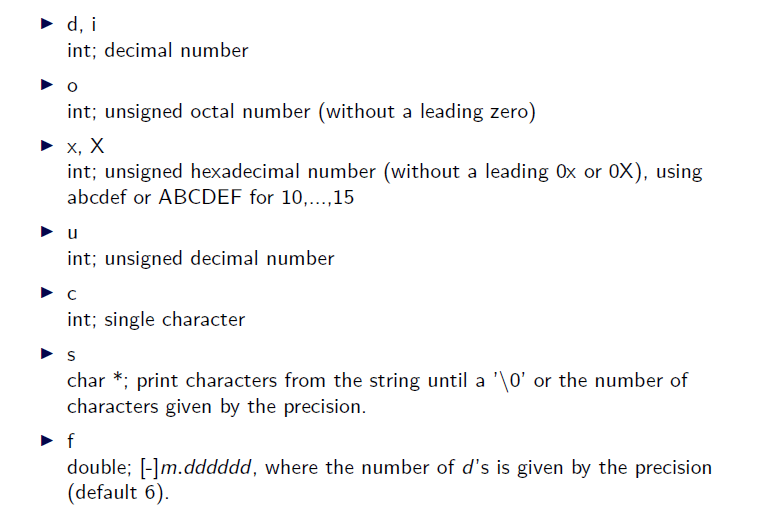 ▶ d, i
int; decimal number
▶ o
int; unsigned octal number (without a leading zero)
▶ x, X
int; unsigned hexadecimal number (without a leading 0x or 0X), using
abcdef or ABCDEF for 10,...,15
▶ u
int; unsigned decimal number
▶ c
int; single character
▶ s
char *; print characters from the string until a '\0' or the number of
characters given by the precision.
▶ f
double; [-]m.dddddd, where the number of d's is given by the precision
(default 6).